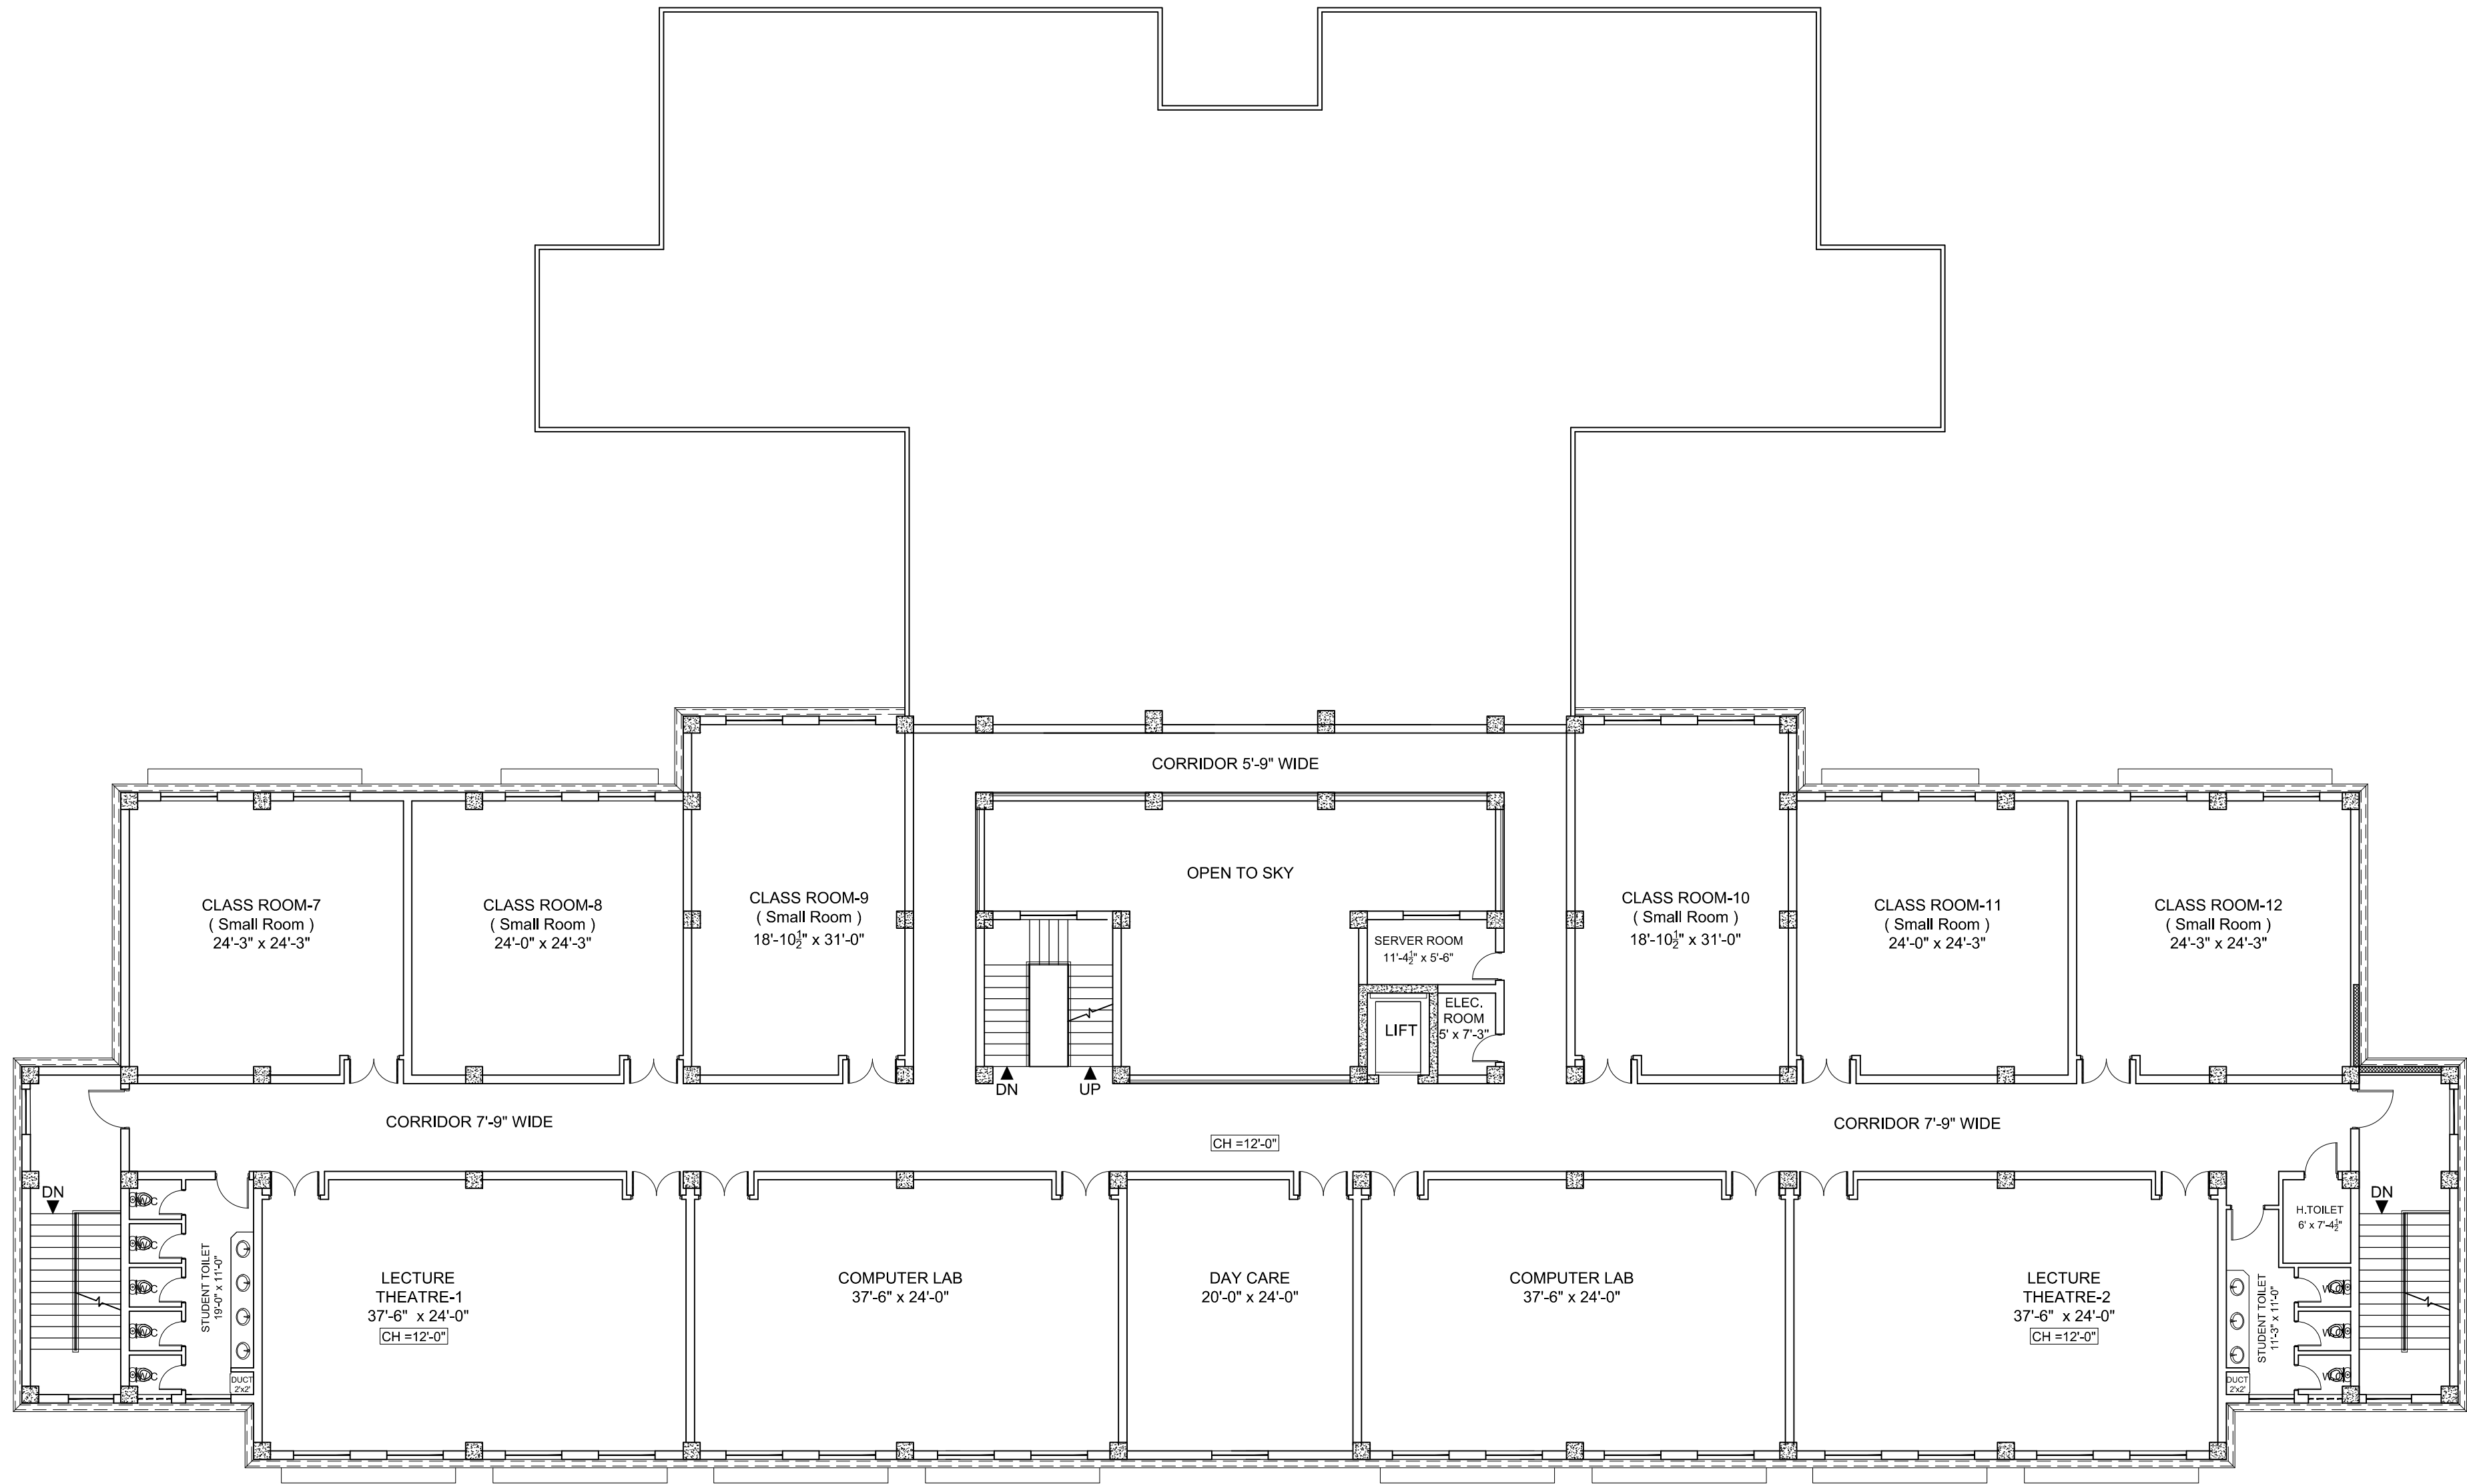 CORRIDOR 5'-9" WIDE
OPEN TO SKY
CLASS ROOM-7
( Small Room )
24'-3" x 24'-3"
CLASS ROOM-8
( Small Room )
24'-0" x 24'-3"
CLASS ROOM-9
( Small Room )
18'-10½" x 31'-0"
CLASS ROOM-10
( Small Room )
18'-10½" x 31'-0"
CLASS ROOM-11
( Small Room )
24'-0" x 24'-3"
CLASS ROOM-12
( Small Room )
24'-3" x 24'-3"
SERVER ROOM
11'-4½" x 5'-6"
ELEC.
ROOM
5' x 7'-3"
LIFT
DN
UP
CORRIDOR 7'-9" WIDE
CH =12'-0"
CORRIDOR 7'-9" WIDE
DN
W.C
W.C
W.C
W.C
W.C
STUDENT TOILET
19'-0" x 11'-0"
DUCT
2'x2'
LECTURE
THEATRE-1
37'-6" x 24'-0"
CH =12'-0"
COMPUTER LAB
37'-6" x 24'-0"
DAY CARE
20'-0" x 24'-0"
COMPUTER LAB
37'-6" x 24'-0"
LECTURE
THEATRE-2
37'-6" x 24'-0"
CH =12'-0"
H.TOILET
6' x 7'-4½"
STUDENT TOILET
11'-3" x 11'-0"
DUCT
2'x2'
W.C
W.C
W.C
DN